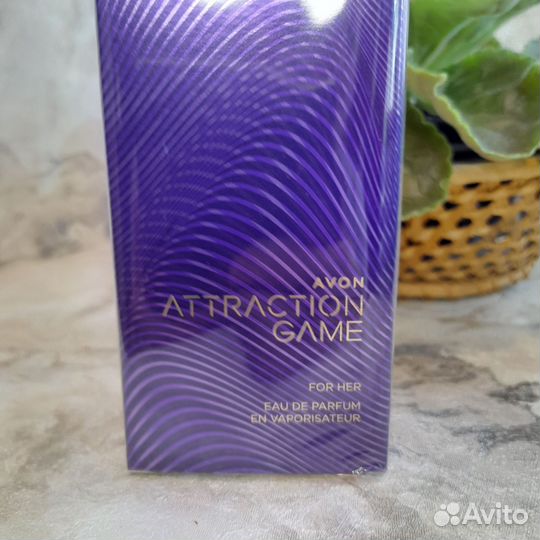 AVON
ATTRACTION
GAME
FOR HER
EAU DE PARFUM
EN VAPORISATEUR
Avito